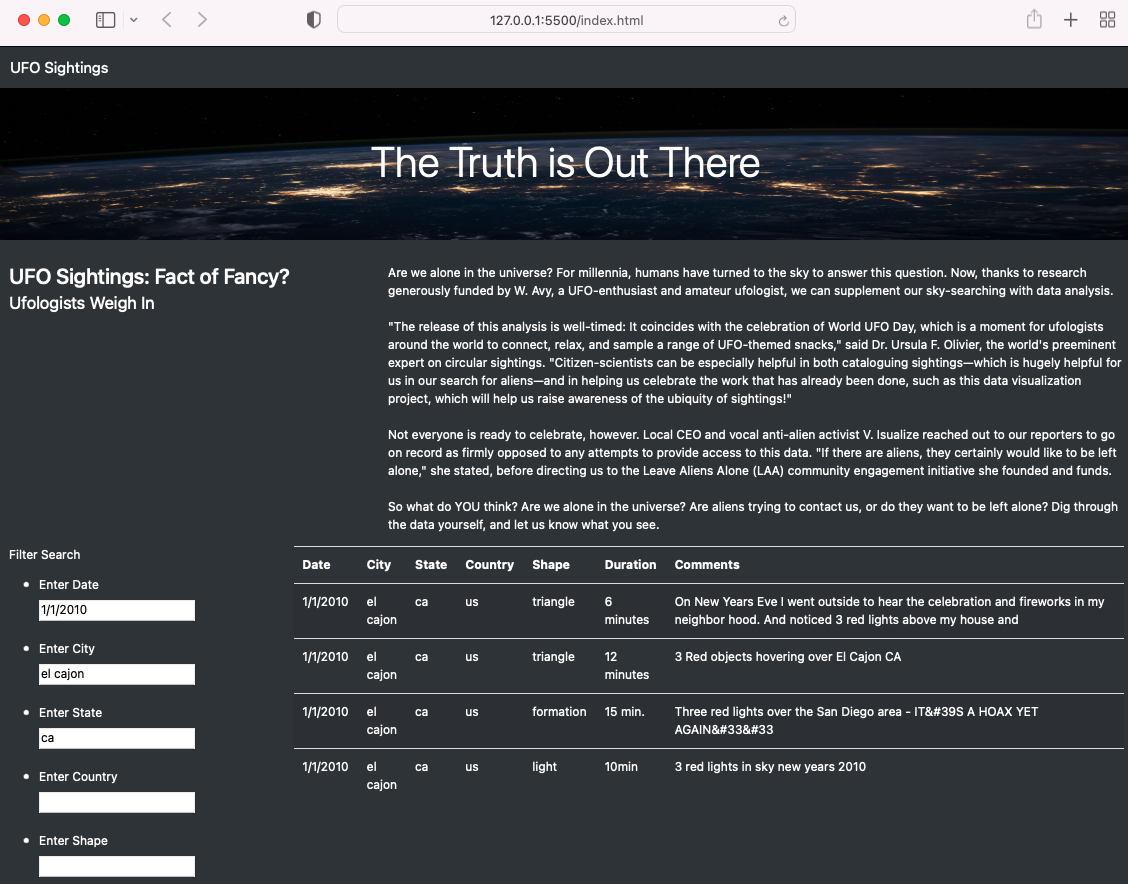 127.0.0.1:5500/index.html
UFO Sightings
The Truth is Out There
UFO Sightings: Fact of Fancy?
Ufologists Weigh In
Are we alone in the universe? For millennia, humans have turned to the sky to answer this question. Now, thanks to research
generously funded by W. Avy, a UFO-enthusiast and amateur ufologist, we can supplement our sky-searching with data analysis.
"The release of this analysis is well-timed: It coincides with the celebration of World UFO Day, which is a moment for ufologists
around the world to connect, relax, and sample a range of UFO-themed snacks," said Dr. Ursula F. Olivier, the world's preeminent
expert on circular sightings. "Citizen-scientists can be especially helpful in both cataloguing sightings—which is hugely helpful for
us in our search for aliens—and in helping us celebrate the work that has already been done, such as this data visualization
project, which will help us raise awareness of the ubiquity of sightings!"
Not everyone is ready to celebrate, however. Local CEO and vocal anti-alien activist V. Isualize reached out to our reporters to go
on record as firmly opposed to any attempts to provide access to this data. "If there are aliens, they certainly would like to be left
alone," she stated, before directing us to the Leave Aliens Alone (LAA) community engagement initiative she founded and funds.
So what do YOU think? Are we alone in the universe? Are aliens trying to contact us, or do they want to be left alone? Dig through
the data yourself, and let us know what you see.
Filter Search
Enter Date
1/1/2010
Enter City
el cajon
Enter State
ca
Enter Country
Enter Shape
Date City State Country Shape Duration Comments
1/1/2010 el ca us triangle 6 On New Years Eve I went outside to hear the celebration and fireworks in my
cajon minutes neighbor hood. And noticed 3 red lights above my house and
1/1/2010 el ca us triangle 12 3 Red objects hovering over El Cajon CA
cajon minutes
1/1/2010 el ca us formation 15 min. Three red lights over the San Diego area - IT&#39S A HOAX YET
cajon AGAIN&#33&#33
1/1/2010 el ca us light 10min 3 red lights in sky new years 2010
cajon